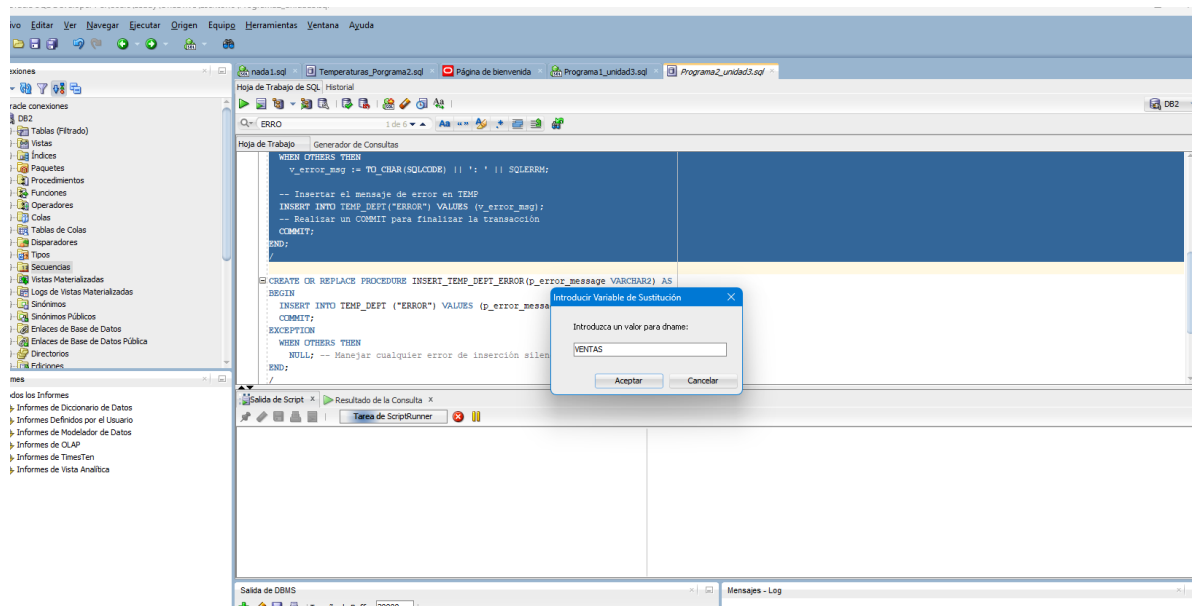 Editar Ver Navegar Ejecutar Origen Equipo Herramientas Ventana Ayuda
nada1.sql Temperaturas_Porgrama2.sql Página de bienvenida Programa1_unidad3.sql Programa2_unidad3.sql
Hoja de Trabajo de SQL Historial
DB2
ERRO 1 de 6 Aa
Hoja de Trabajo Generador de Consultas
DB2
Tablas (Filtrado)
Vistas
Índices
Paquetes
Procedimientos
Funciones
Operadores
Colas
Tablas de Colas
Disparadores
Tipos
Secuencias
Vistas Materializadas
Logs de Vistas Materializadas
Sinónimos
Sinónimos Públicos
Enlaces de Base de Datos
Enlaces de Base de Datos Pública
Directorios
Ediciones
los Informes
Informes de Diccionario de Datos
Informes Definidos por el Usuario
Informes de Modelador de Datos
Informes de OLAP
Informes de TimesTen
Informes de Vista Analítica
WHEN OTHERS THEN
v_error_msg := TO_CHAR(SQLCODE) || ': ' || SQLERRM;
-- Insertar el mensaje de error en TEMP
INSERT INTO TEMP_DEPT("ERROR") VALUES (v_error_msg);
-- Realizar un COMMIT para finalizar la transacción
COMMIT;
END;
/
CREATE OR REPLACE PROCEDURE INSERT_TEMP_DEPT_ERROR(p_error_message VARCHAR2) AS
BEGIN
INSERT INTO TEMP_DEPT ("ERROR") VALUES (p_error_messa
COMMIT;
EXCEPTION
WHEN OTHERS THEN
NULL; -- Manejar cualquier error de inserción silen
END;
/
Introducir Variable de Sustitución
Introduzca un valor para dname:
VENTAS
Aceptar Cancelar
Salida de Script Resultado de la Consulta
Tarea de ScriptRunner
Salida de DBMS
Mensajes - Log